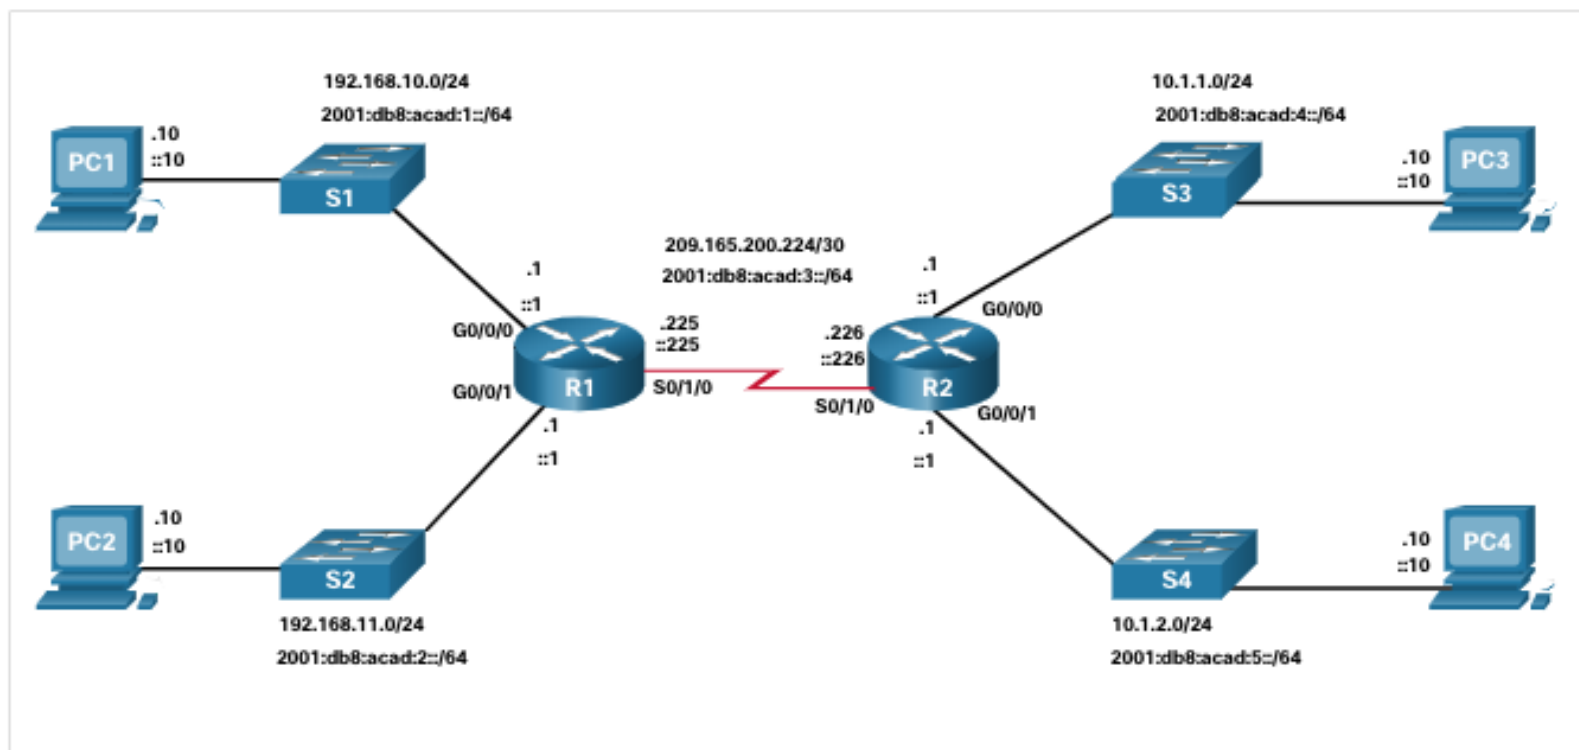 192.168.10.0/24
2001:db8:acad:1::/64
10.1.1.0/24
2001:db8:acad:4::/64
PC1
.10
::10
S1
S3
.10
::10
PC3
209.165.200.224/30
2001:db8:acad:3::/64
.1
::1
G0/0/0
.1
::1
G0/0/0
.225
::225
.226
::226
R1
S0/1/0
R2
S0/1/0
G0/0/1
.1
::1
G0/0/1
.1
::1
PC2
.10
::10
S2
S4
.10
::10
PC4
192.168.11.0/24
2001:db8:acad:2::/64
10.1.2.0/24
2001:db8:acad:5::/64